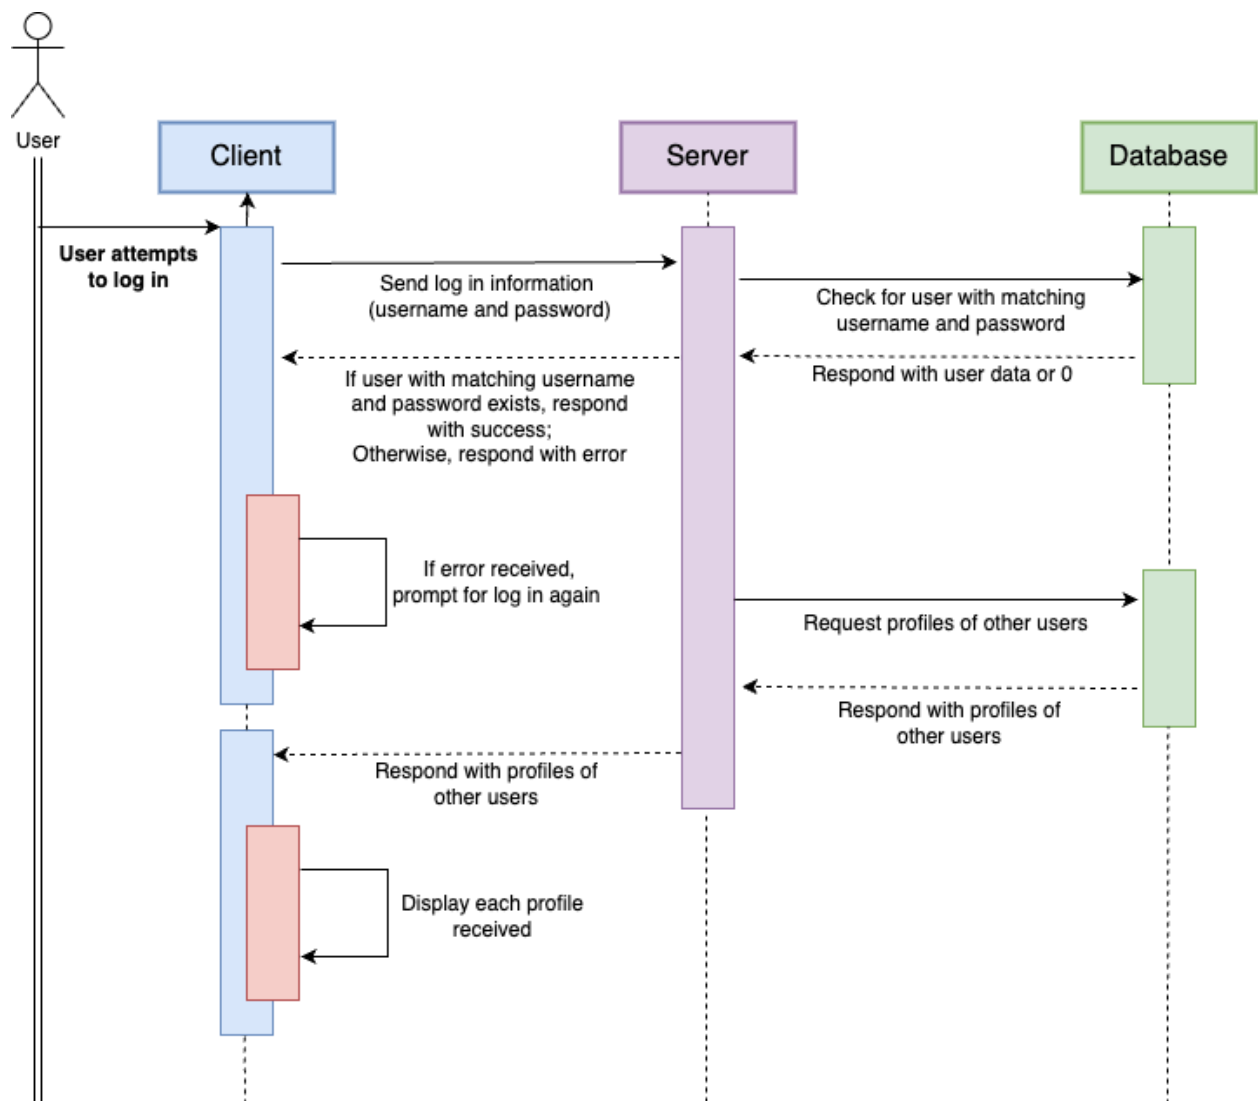 User
Client
Server
Database
User attempts
to log in
Send log in information
(username and password)
Check for user with matching
username and password
Respond with user data or 0
If user with matching username
and password exists, respond
with success;
Otherwise, respond with error
If error received,
prompt for log in again
Request profiles of other users
Respond with profiles of
other users
Respond with profiles of
other users
Display each profile
received